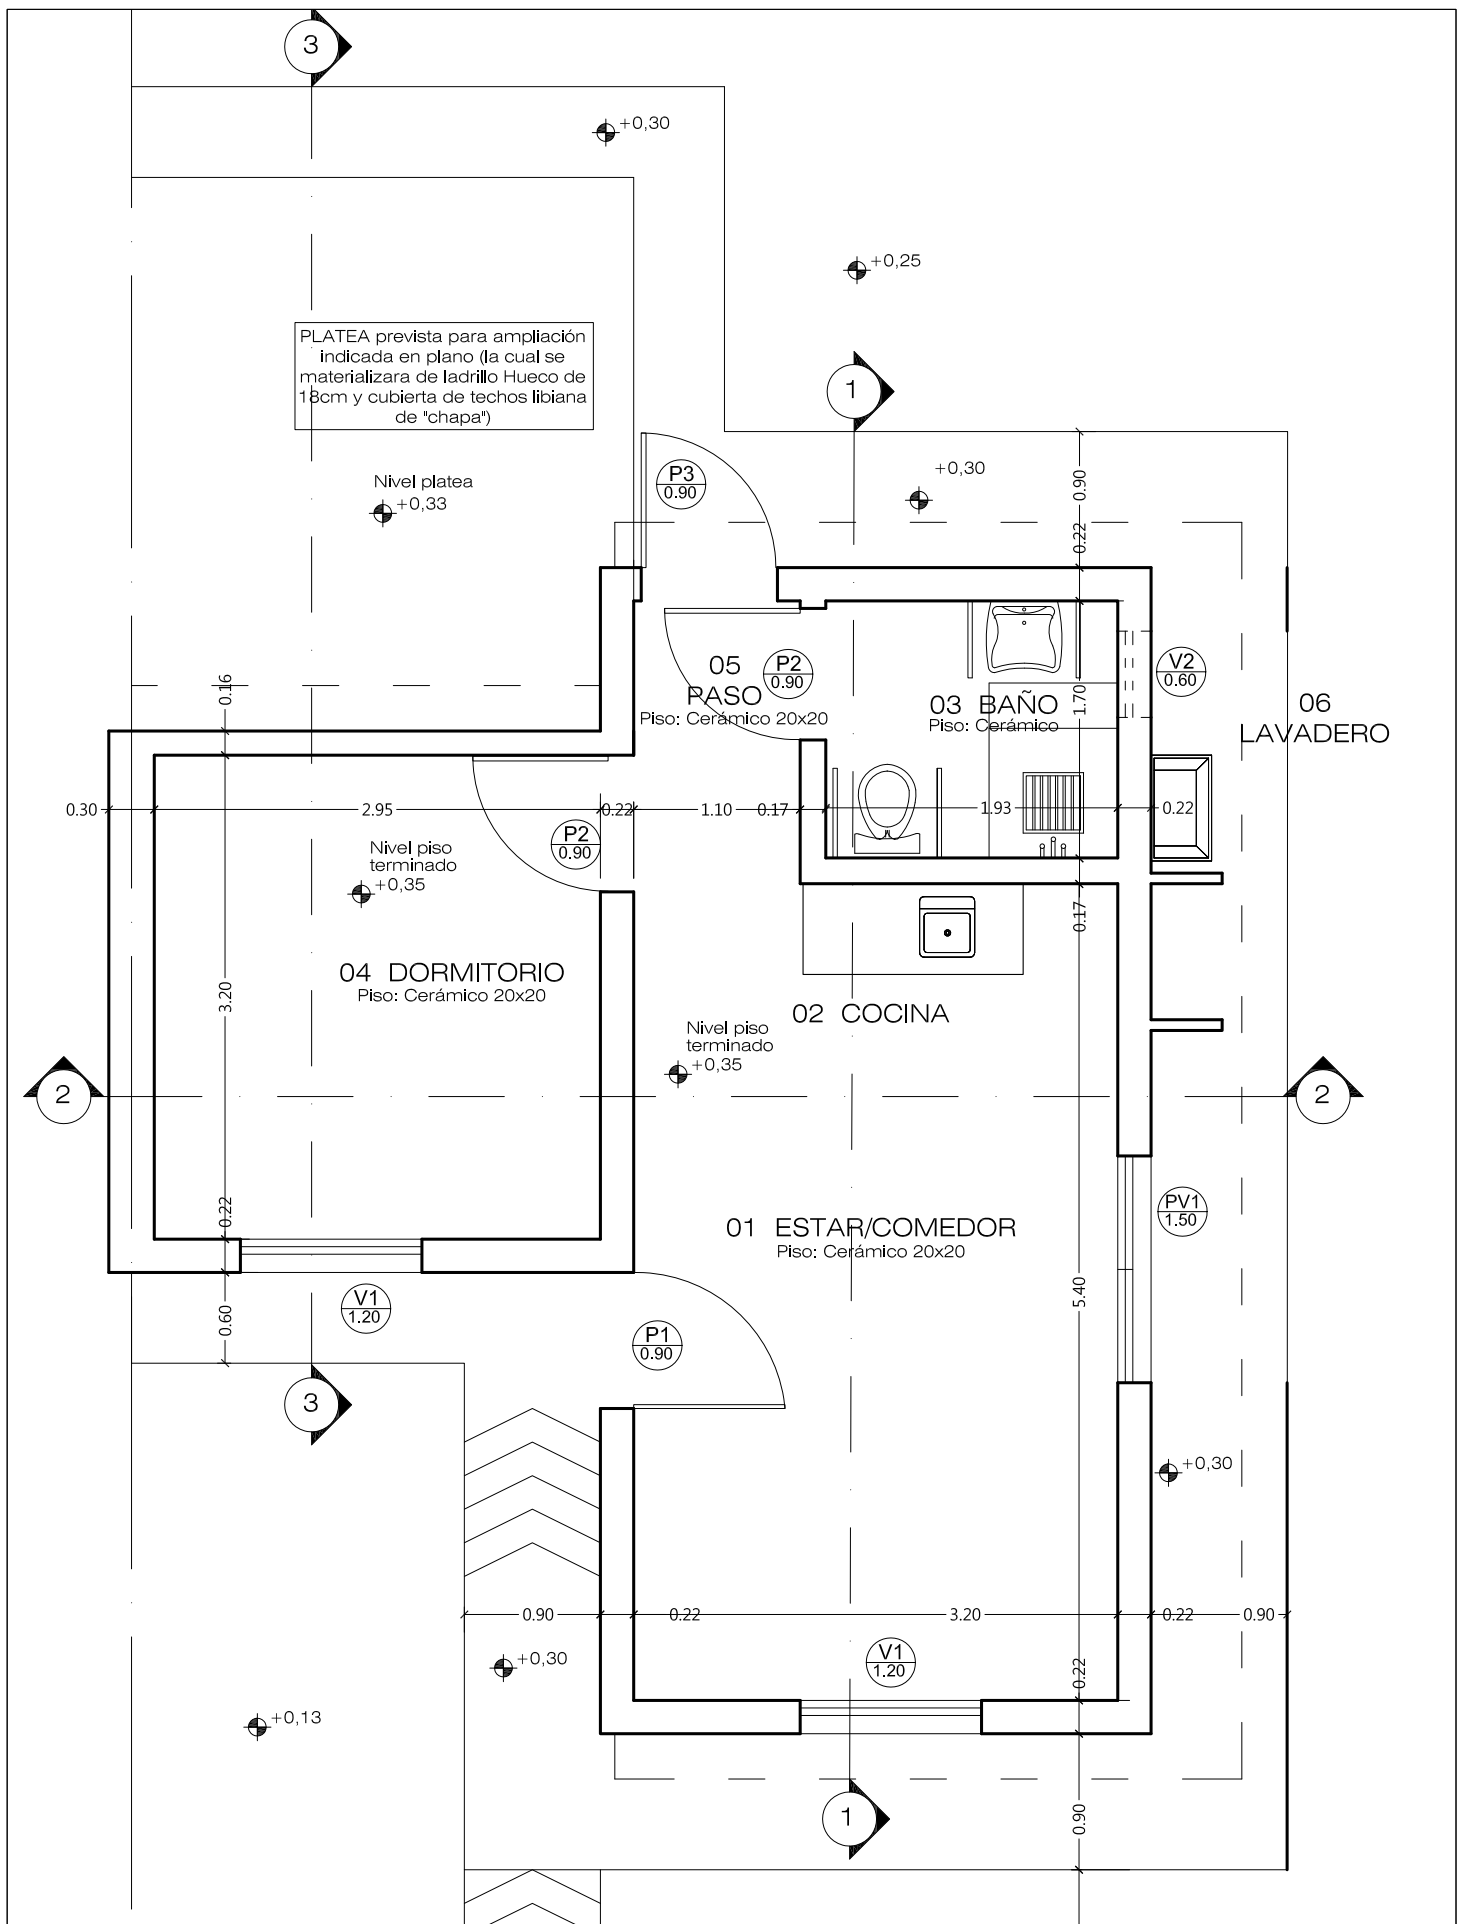 3
+0,30
+0,25
PLATEA prevista para ampliación
indicada en plano (la cual se
materializara de ladrillo Hueco de
18cm y cubierta de techos libiana
de "chapa")
1
Nivel platea
+0,33
P3
0.90
+0,30
0.90
0.22
05
PASO
Piso: Cerámico 20x20
P2
0.90
03 BAÑO
Piso: Cerámico
1.70
V2
0.60
06
LAVADERO
0.16
0.30
2.95
0.22
1.10
0.17
1.93
0.22
P2
0.90
Nivel piso
terminado
+0,35
0.17
04 DORMITORIO
Piso: Cerámico 20x20
3.20
02 COCINA
Nivel piso
terminado
+0,35
2
2
0.22
01 ESTAR/COMEDOR
Piso: Cerámico 20x20
PV1
1.50
5.40
V1
1.20
0.60
P1
0.90
3
+0,30
0.90
0.22
3.20
0.22
0.90
V1
1.20
0.22
+0,30
+0,13
1
0.90